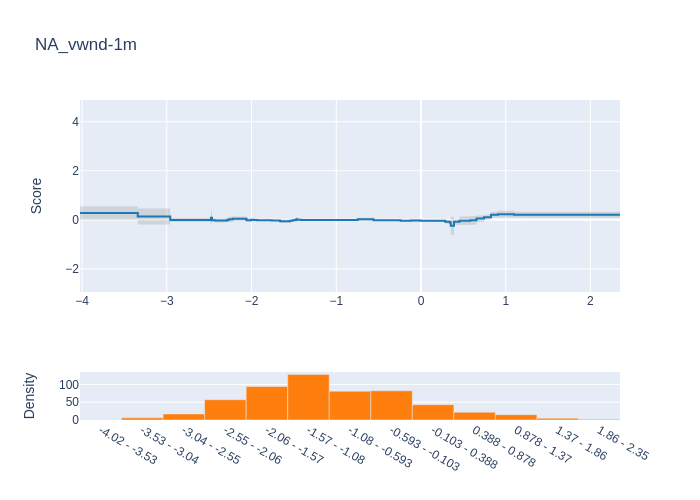 NA_vwnd-1m
Score
4
2
0
−2
−4
−3
−2
−1
0
1
2
Density
100
50
0
-4.02 - -3.53
-3.53 - -3.04
-3.04 - -2.55
-2.55 - -2.06
-2.06 - -1.57
-1.57 - -1.08
-1.08 - -0.593
-0.593 - -0.103
-0.103 - 0.388
0.388 - 0.878
0.878 - 1.37
1.37 - 1.86
1.86 - 2.35